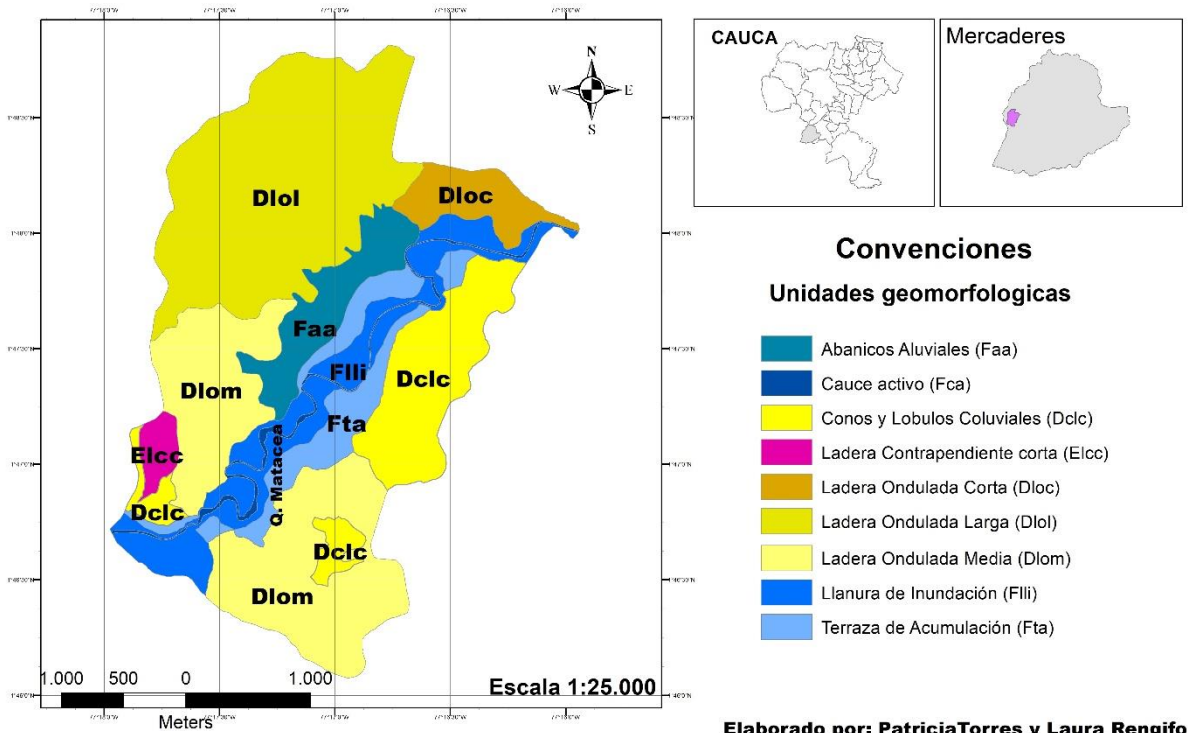 CAUCA
Mercaderes
N
W
E
S
Dlol
Dloc
Faa
Flli
Dclc
Dlom
Fta
Elcc
Q. Matacea
Dclc
Dclc
Dlom
1.000 500 0 1.000
Meters
Escala 1:25.000
Convenciones
Unidades geomorfologicas
Abanicos Aluviales (Faa)
Cauce activo (Fca)
Conos y Lobulos Coluviales (Dclc)
Ladera Contrapendiente corta (Elcc)
Ladera Ondulada Corta (Dloc)
Ladera Ondulada Larga (Dlol)
Ladera Ondulada Media (Dlom)
Llanura de Inundación (Flli)
Terraza de Acumulación (Fta)
Elaborado por: PatriciaTorres y Laura Rengifo